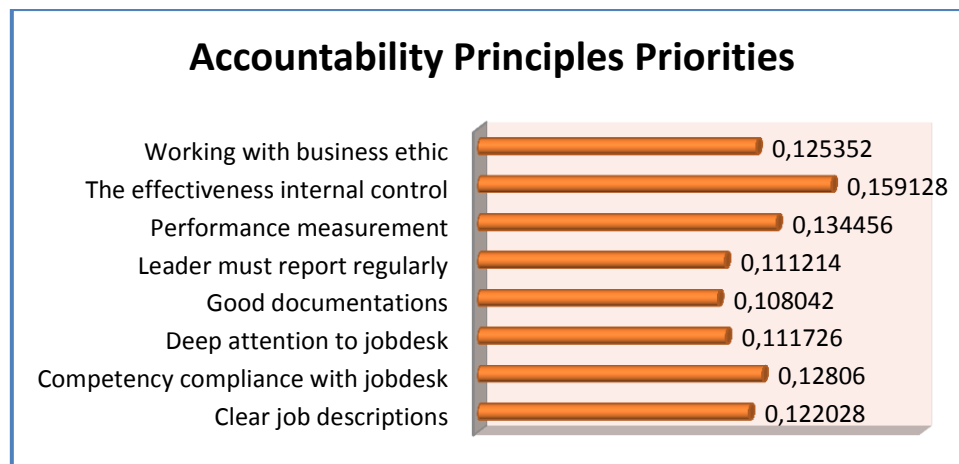 Accountability Principles Priorities
Working with business ethic 0,125352
The effectiveness internal control 0,159128
Performance measurement 0,134456
Leader must report regularly 0,111214
Good documentations 0,108042
Deep attention to jobdesk 0,111726
Competency compliance with jobdesk 0,12806
Clear job descriptions 0,122028